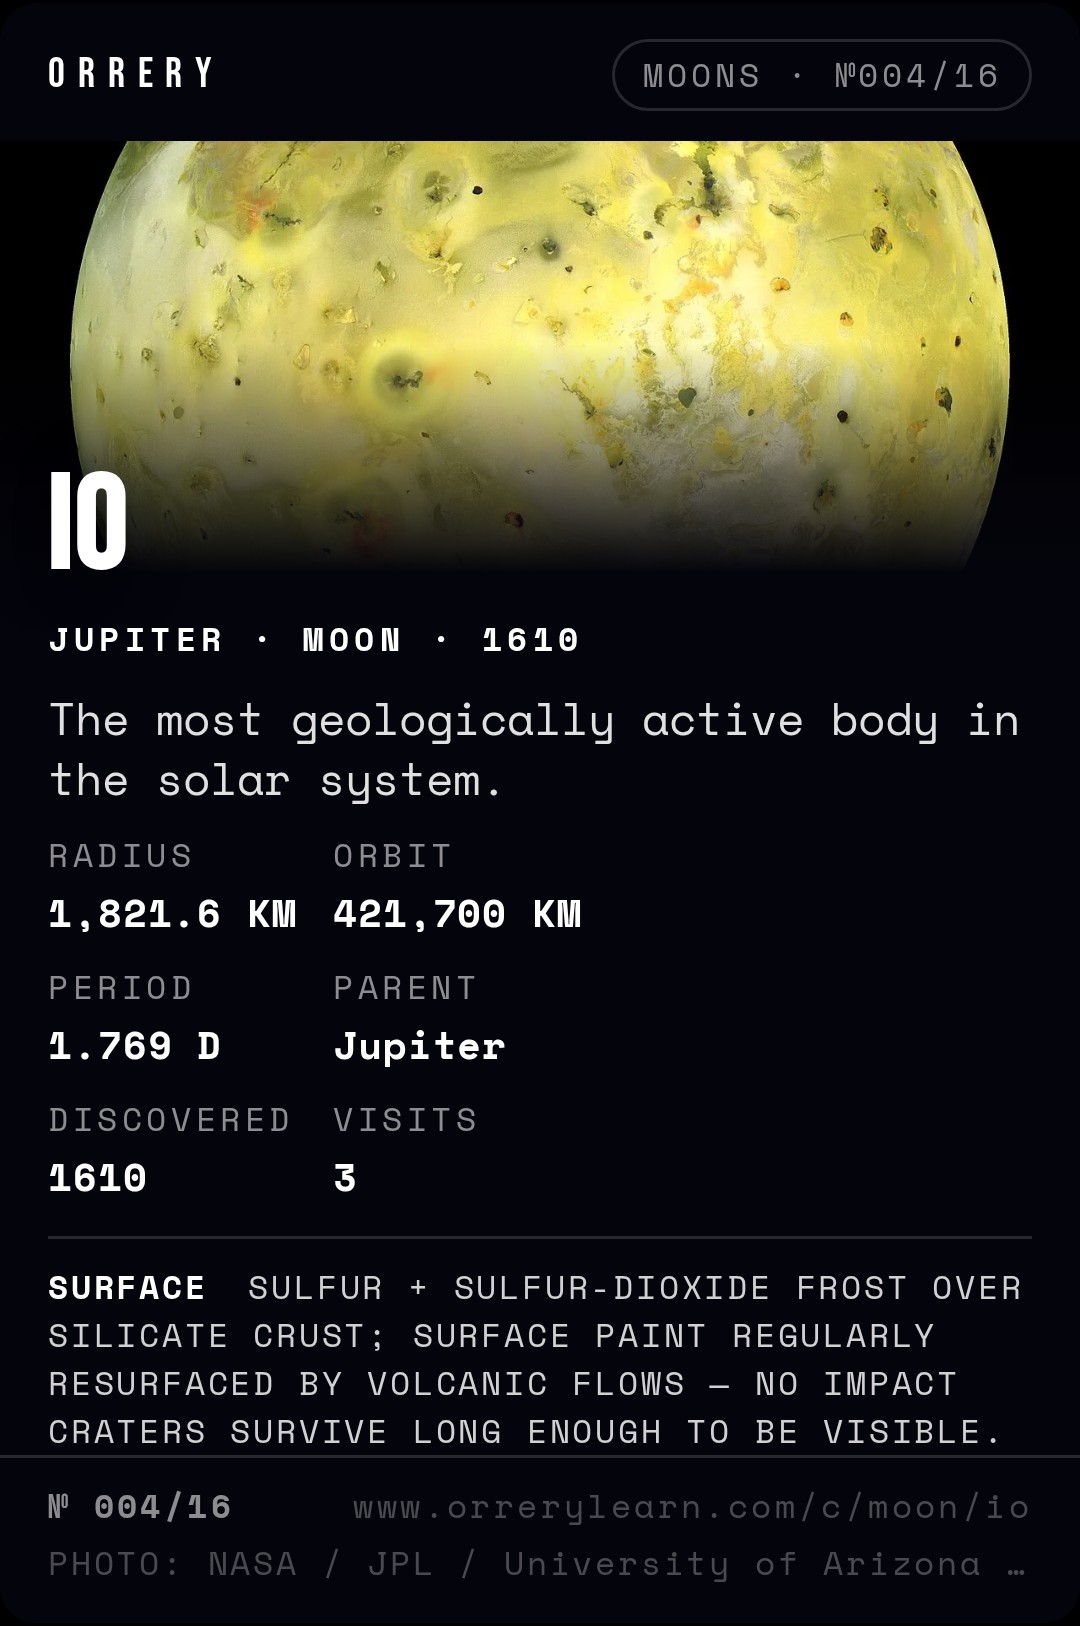 ORRERY
MOONS · №004/16
IO
JUPITER · MOON · 1610
The most geologically active body in
the solar system.
RADIUS ORBIT
1,821.6 KM 421,700 KM
PERIOD PARENT
1.769 D Jupiter
DISCOVERED VISITS
1610 3
SURFACE SULFUR + SULFUR-DIOXIDE FROST OVER
SILICATE CRUST; SURFACE PAINT REGULARLY
RESURFACED BY VOLCANIC FLOWS — NO IMPACT
CRATERS SURVIVE LONG ENOUGH TO BE VISIBLE.
№ 004/16 www.orrerylearn.com/c/moon/io
PHOTO: NASA / JPL / University of Arizona …